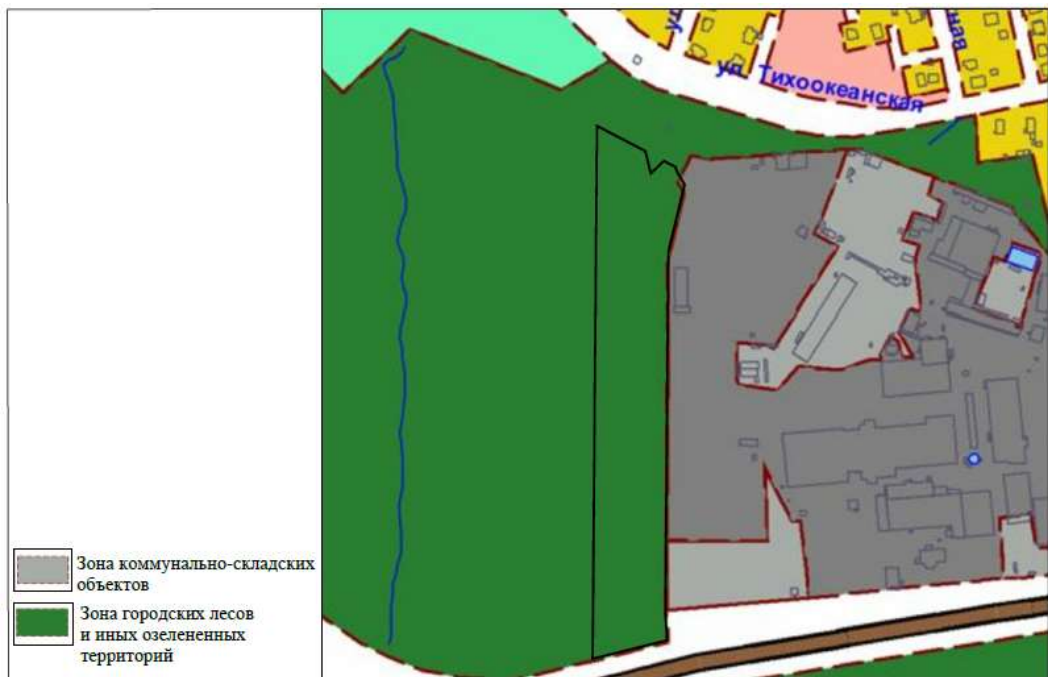 ул. Тихоокеанская
Зона коммунально-складских
объектов
Зона городских лесов
и иных озелененных
территорий